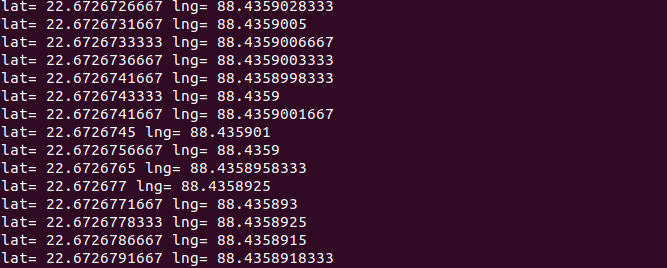 lat= 22.6726726667 lng= 88.4359028333
lat= 22.6726731667 lng= 88.4359005
lat= 22.6726733333 lng= 88.4359006667
lat= 22.6726736667 lng= 88.4359003333
lat= 22.6726741667 lng= 88.4358998333
lat= 22.6726743333 lng= 88.4359
lat= 22.6726741667 lng= 88.4359001667
lat= 22.6726745 lng= 88.435901
lat= 22.6726756667 lng= 88.4359
lat= 22.6726765 lng= 88.4358958333
lat= 22.672677 lng= 88.4358925
lat= 22.6726771667 lng= 88.435893
lat= 22.6726778333 lng= 88.4358925
lat= 22.6726786667 lng= 88.4358915
lat= 22.6726791667 lng= 88.4358918333